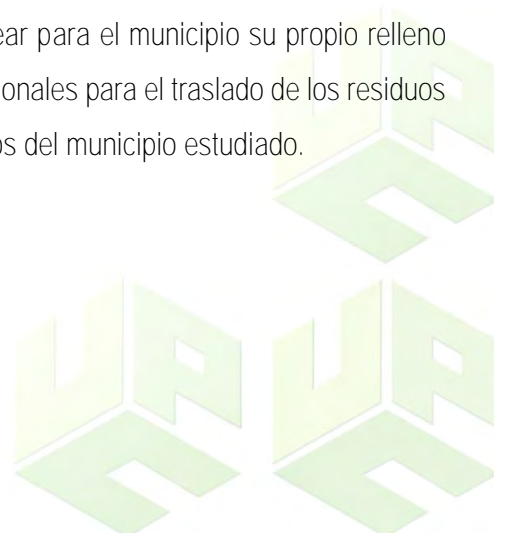 ear para el municipio su propio relleno
onales para el traslado de los residuos
os del municipio estudiado.